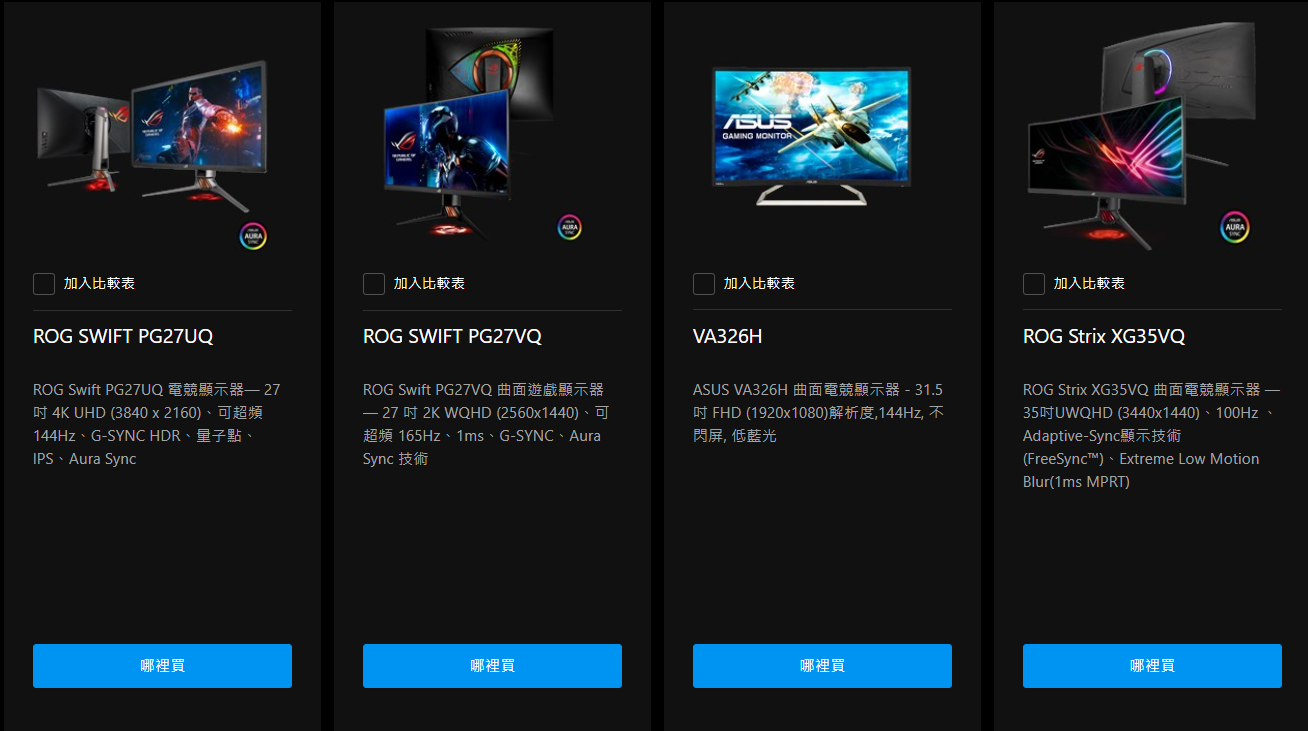 ASUS
GAMING MONITOR
AURA
AURA
AURA
加入比較表
加入比較表
加入比較表
加入比較表
ROG SWIFT PG27UQ
ROG Swift PG27UQ 電競顯示器— 27
吋 4K UHD (3840 x 2160)、可超頻
144Hz、G-SYNC HDR、量子點、
IPS、Aura Sync
哪裡買
ROG SWIFT PG27VQ
ROG Swift PG27VQ 曲面遊戲顯示器
— 27 吋 2K WQHD (2560x1440)、可
超頻 165Hz、1ms、G-SYNC、Aura
Sync 技術
哪裡買
VA326H
ASUS VA326H 曲面電競顯示器 - 31.5
吋 FHD (1920x1080)解析度,144Hz, 不
閃屏, 低藍光
哪裡買
ROG Strix XG35VQ
ROG Strix XG35VQ 曲面電競顯示器 —
35吋UWQHD (3440x1440)、100Hz 、
Adaptive-Sync顯示技術
(FreeSync™)、Extreme Low Motion
Blur(1ms MPRT)
哪裡買